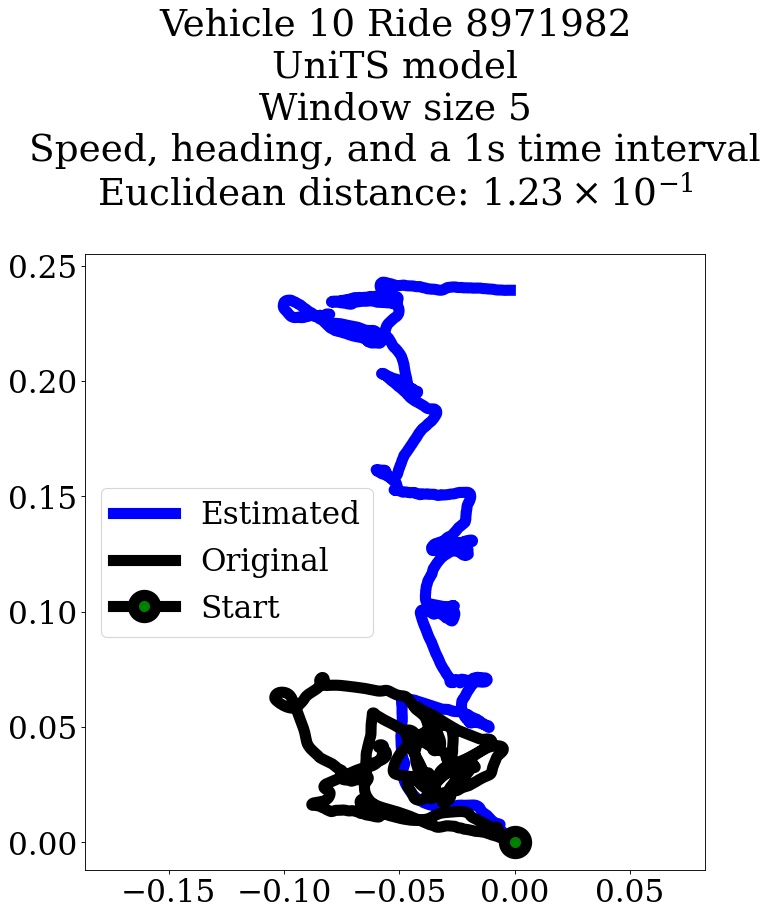 Vehicle 10 Ride 8971982
UniTS model
Window size 5
Speed, heading, and a 1s time interval
Euclidean distance: 1.23 × 10⁻¹
0.25
0.20
0.15
0.10
0.05
0.00
Estimated
Original
Start
−0.15 −0.10 −0.05 0.00 0.05